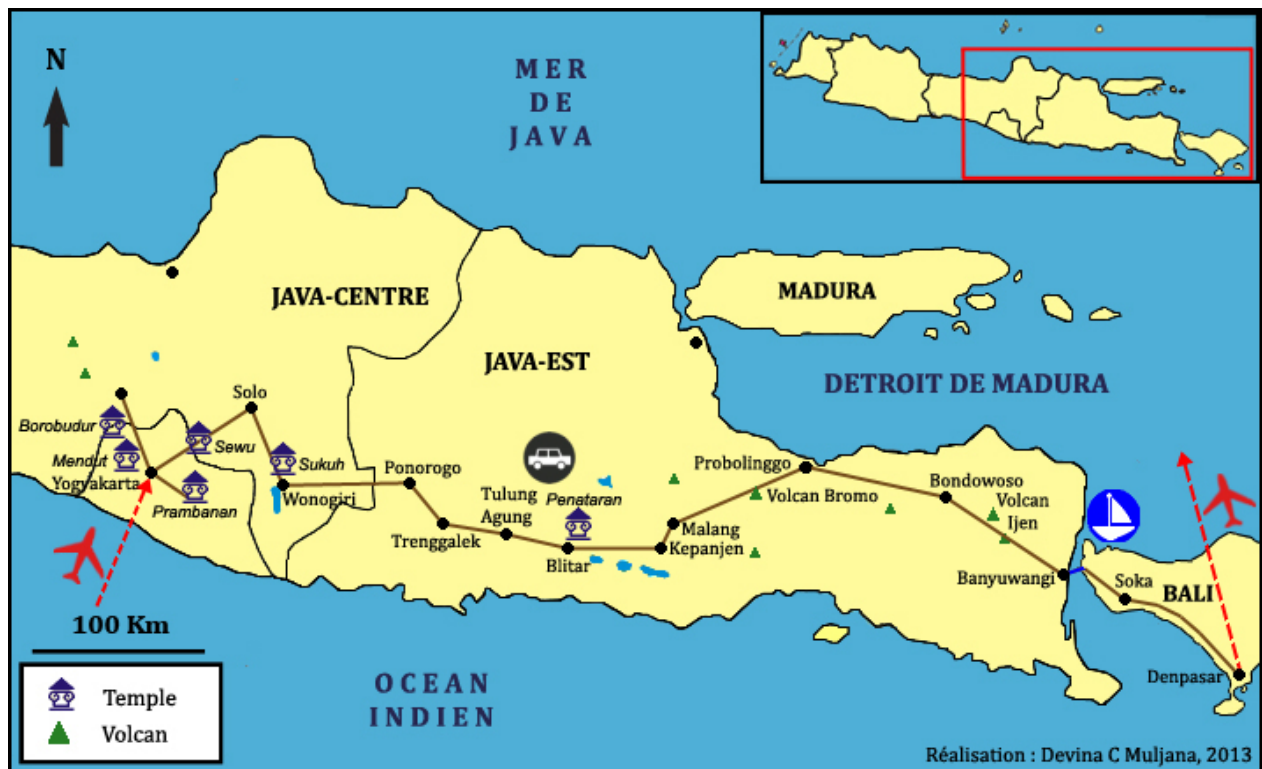 N
MER
DE
JAVA
JAVA-CENTRE
MADURA
JAVA-EST
DETROIT DE MADURA
Solo
Borobudur
Sewu
Mendut
Sukuh
Yogyakarta
Wonogiri
Prambanan
Ponorogo
Trenggalek
Tulung
Agung
Penataran
Blitar
Malang
Kepanjen
Probolinggo
Volcan Bromo
Bondowoso
Volcan
Ijen
Banyuwangi
Soka
BALI
Denpasar
100 Km
Temple
Volcan
OCEAN
INDIEN
Réalisation : Devina C Muljana, 2013